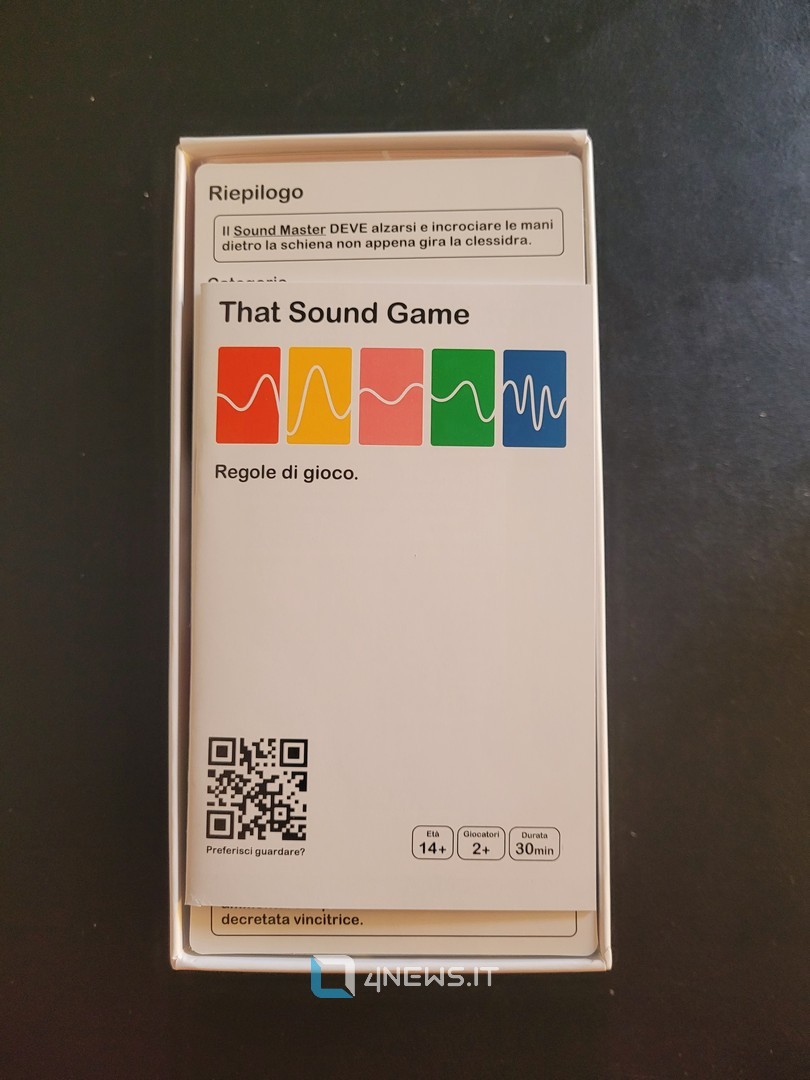 Riepilogo
Il Sound Master DEVE alzarsi e incrociare le mani
dietro la schiena non appena gira la clessidra.
That Sound Game
Regole di gioco.
Preferisci guardare?
Età
14+
Giocatori
2+
Durata
30min
decretata vincitrice.
4NEWS.IT